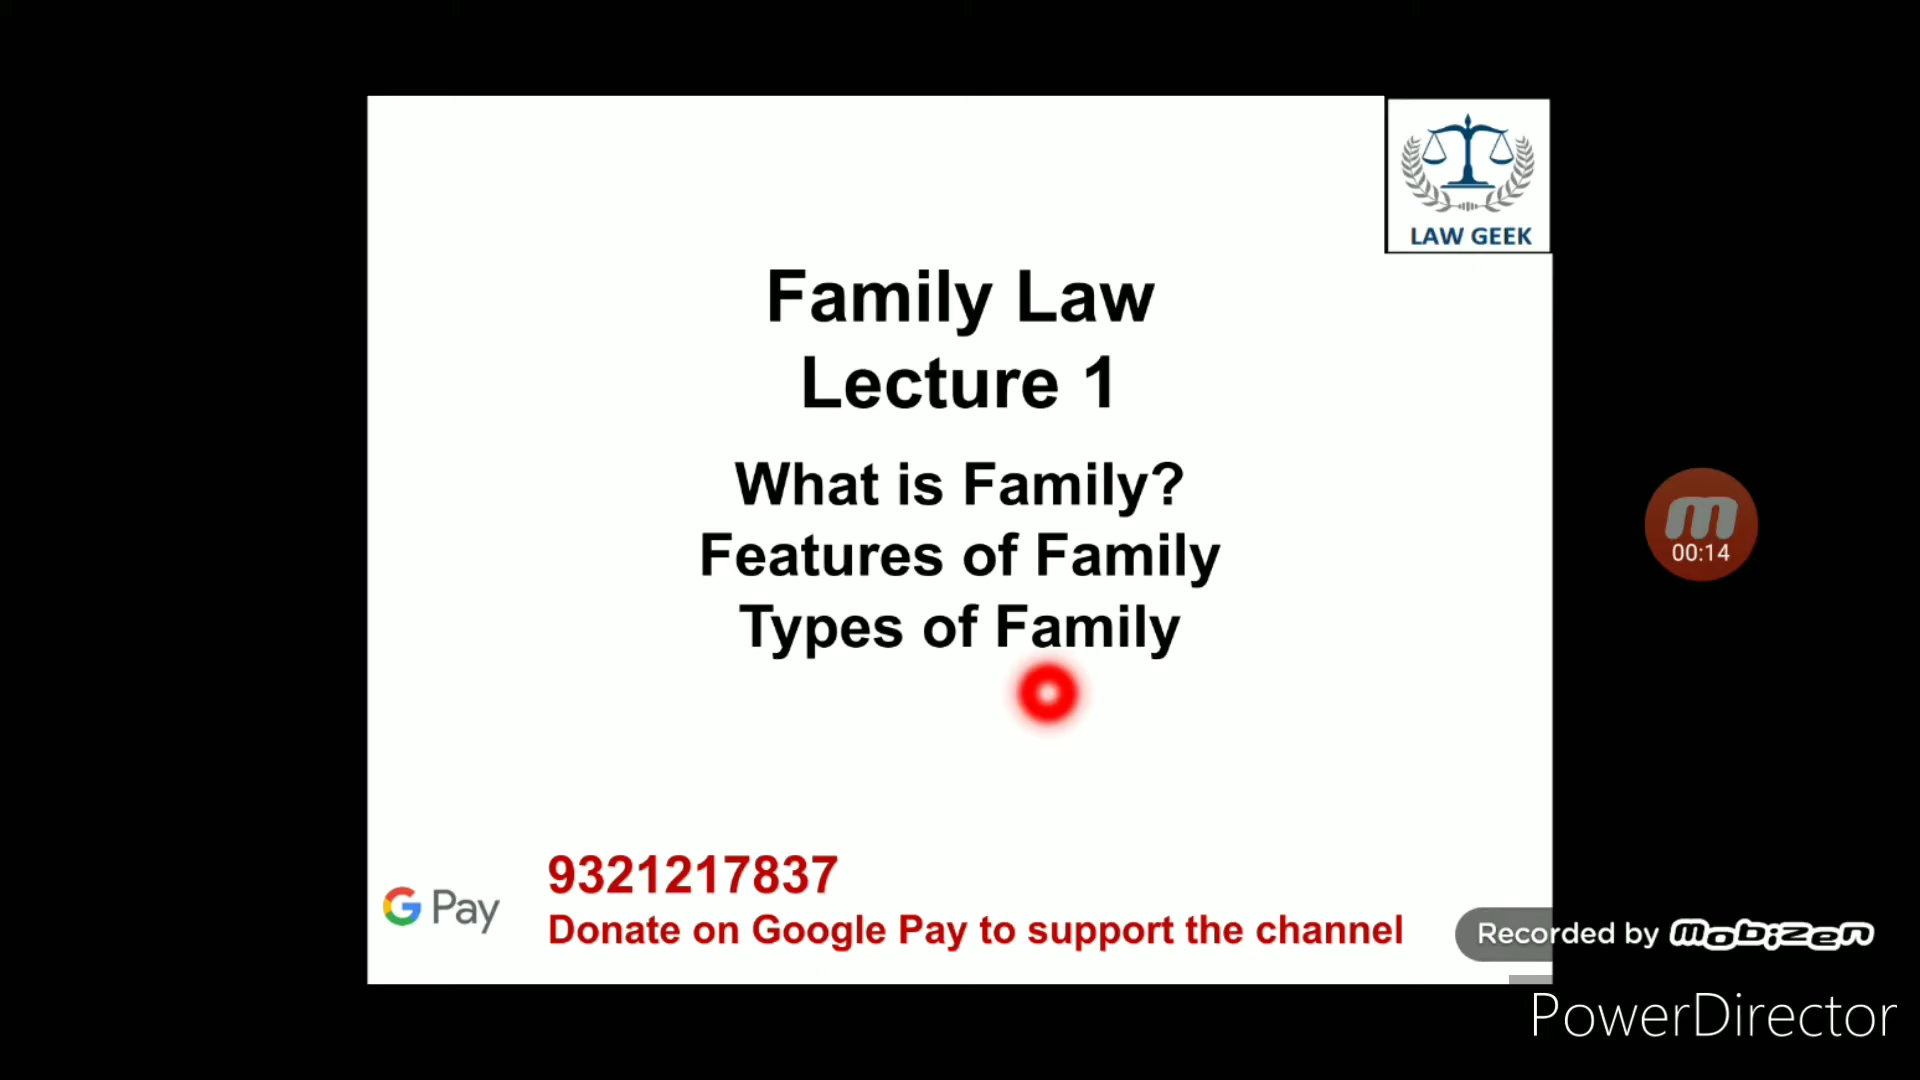 LAW GEEK
Family Law
Lecture 1
What is Family?
Features of Family
Types of Family
00:14
9321217837
G Pay
Donate on Google Pay to support the channel
Recorded by mobizen
PowerDirector